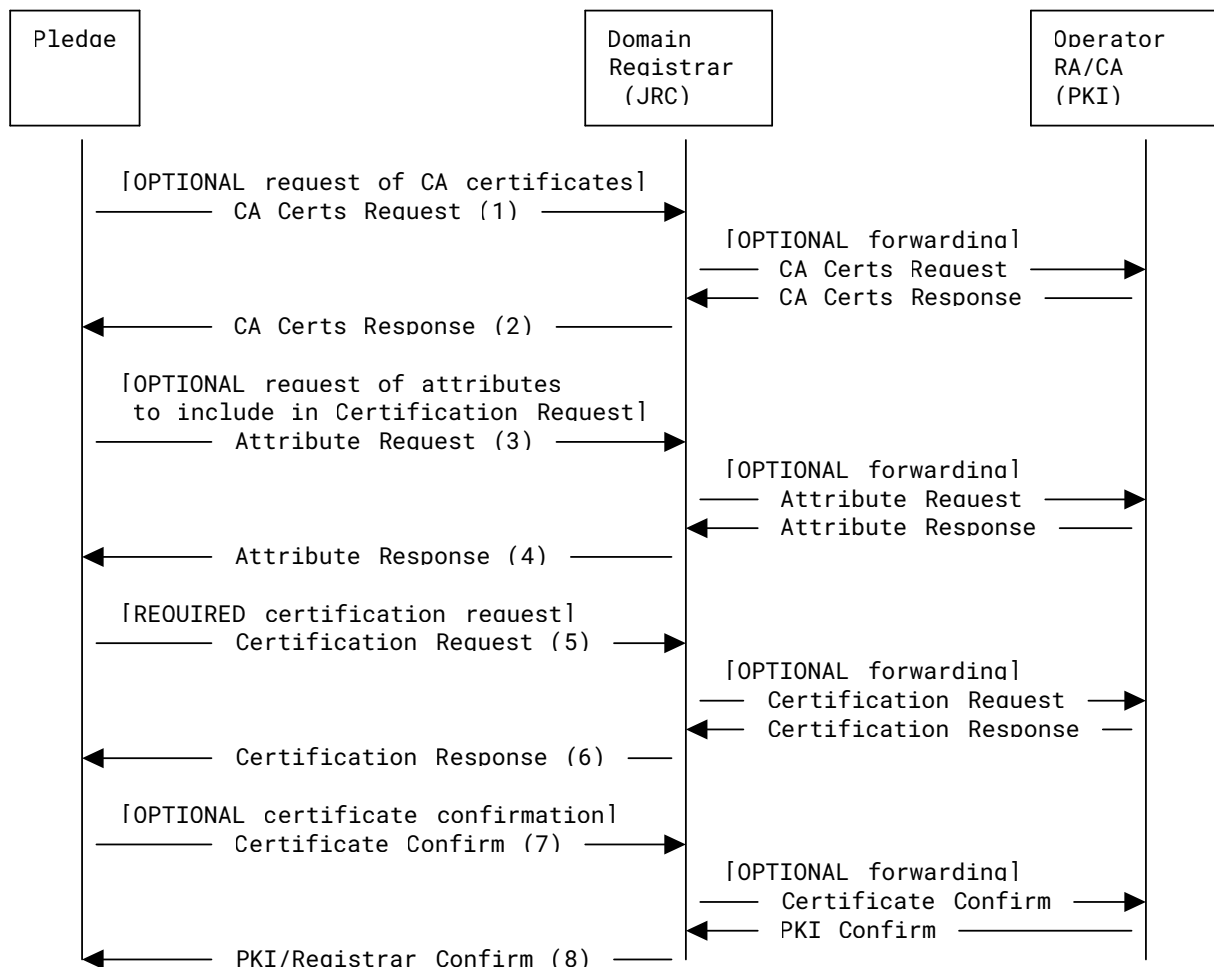 Pledge
Domain
Registrar
(JRC)
Operator
RA/CA
(PKI)
[OPTIONAL request of CA certificates]
CA Certs Request (1)
[OPTIONAL forwarding]
CA Certs Request
CA Certs Response
CA Certs Response (2)
[OPTIONAL request of attributes
to include in Certification Request]
Attribute Request (3)
[OPTIONAL forwarding]
Attribute Request
Attribute Response
Attribute Response (4)
[REQUIRED certification request]
Certification Request (5)
[OPTIONAL forwarding]
Certification Request
Certification Response
Certification Response (6)
[OPTIONAL certificate confirmation]
Certificate Confirm (7)
[OPTIONAL forwarding]
Certificate Confirm
PKI Confirm
PKI/Registrar Confirm (8)